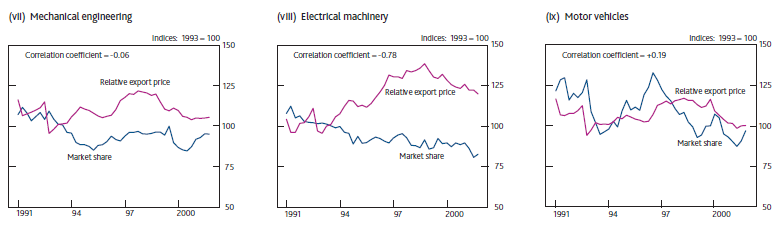 (vii) Mechanical engineering
Indices: 1993 = 100
150
Correlation coefficient = -0.06
Relative export price
125
100
Market share
75
50
1991 94 97 2000
(viii) Electrical machinery
Indices: 1993 = 100
150
Correlation coefficient = -0.78
125
Relative export price
100
Market share
75
50
1991 94 97 2000
(ix) Motor vehicles
Indices: 1993 = 100
150
Correlation coefficient = +0.19
125
Relative export price
100
Market share
75
50
1991 94 97 2000